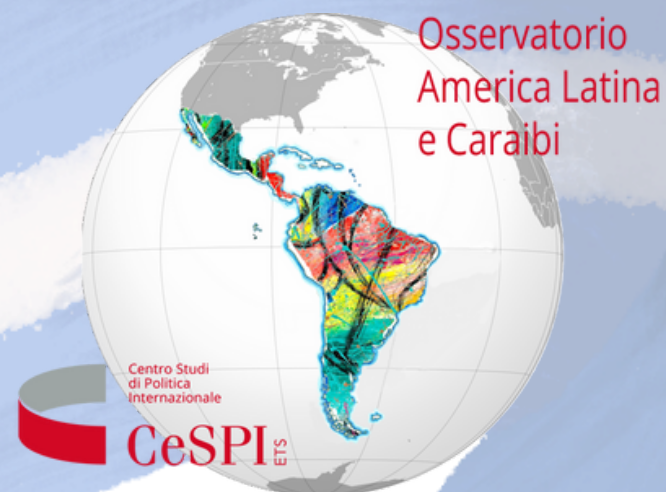 Osservatorio
America Latina
e Caraibi
Centro Studi
di Politica
Internazionale
CeSPI ETS